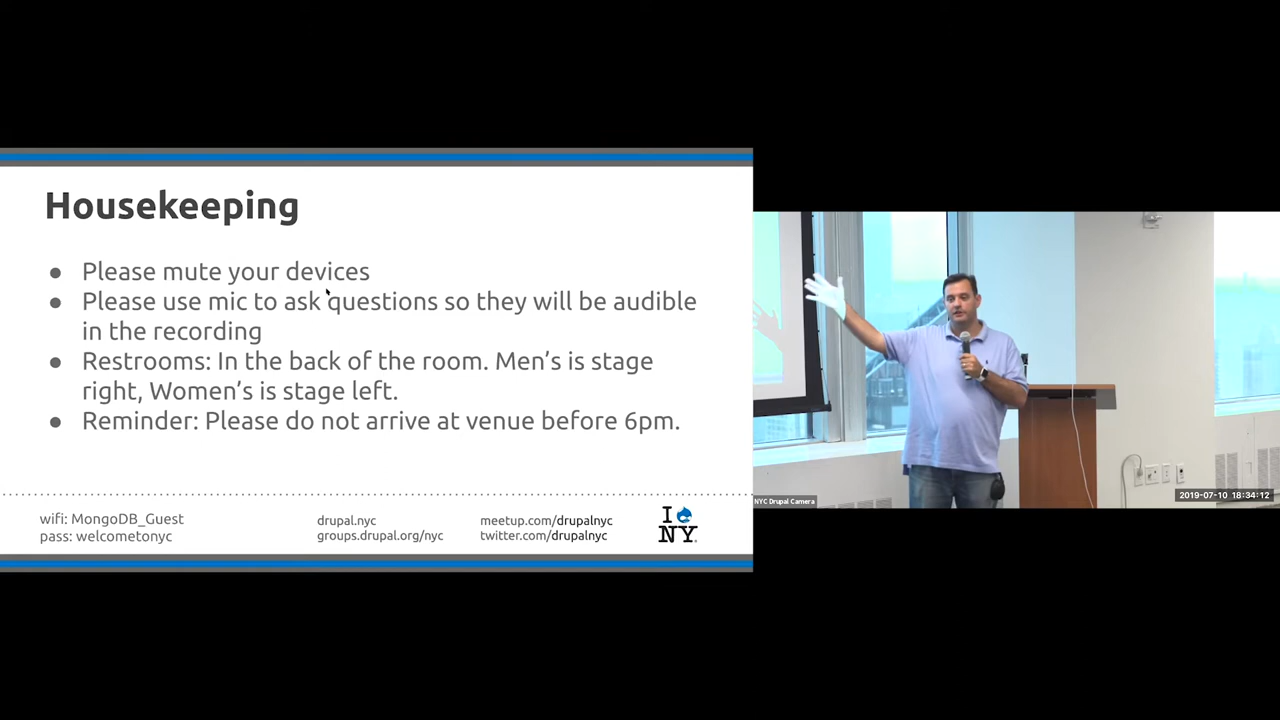 Housekeeping
● Please mute your devices
● Please use mic to ask questions so they will be audible
in the recording
● Restrooms: In the back of the room. Men’s is stage
right, Women’s is stage left.
● Reminder: Please do not arrive at venue before 6pm.
wifi: MongoDB_Guest
pass: welcometonyc
drupal.nyc
groups.drupal.org/nyc
meetup.com/drupalnyc
twitter.com/drupalnyc
I
NY
NYC Drupal Camera
2019-07-10 18:34:12